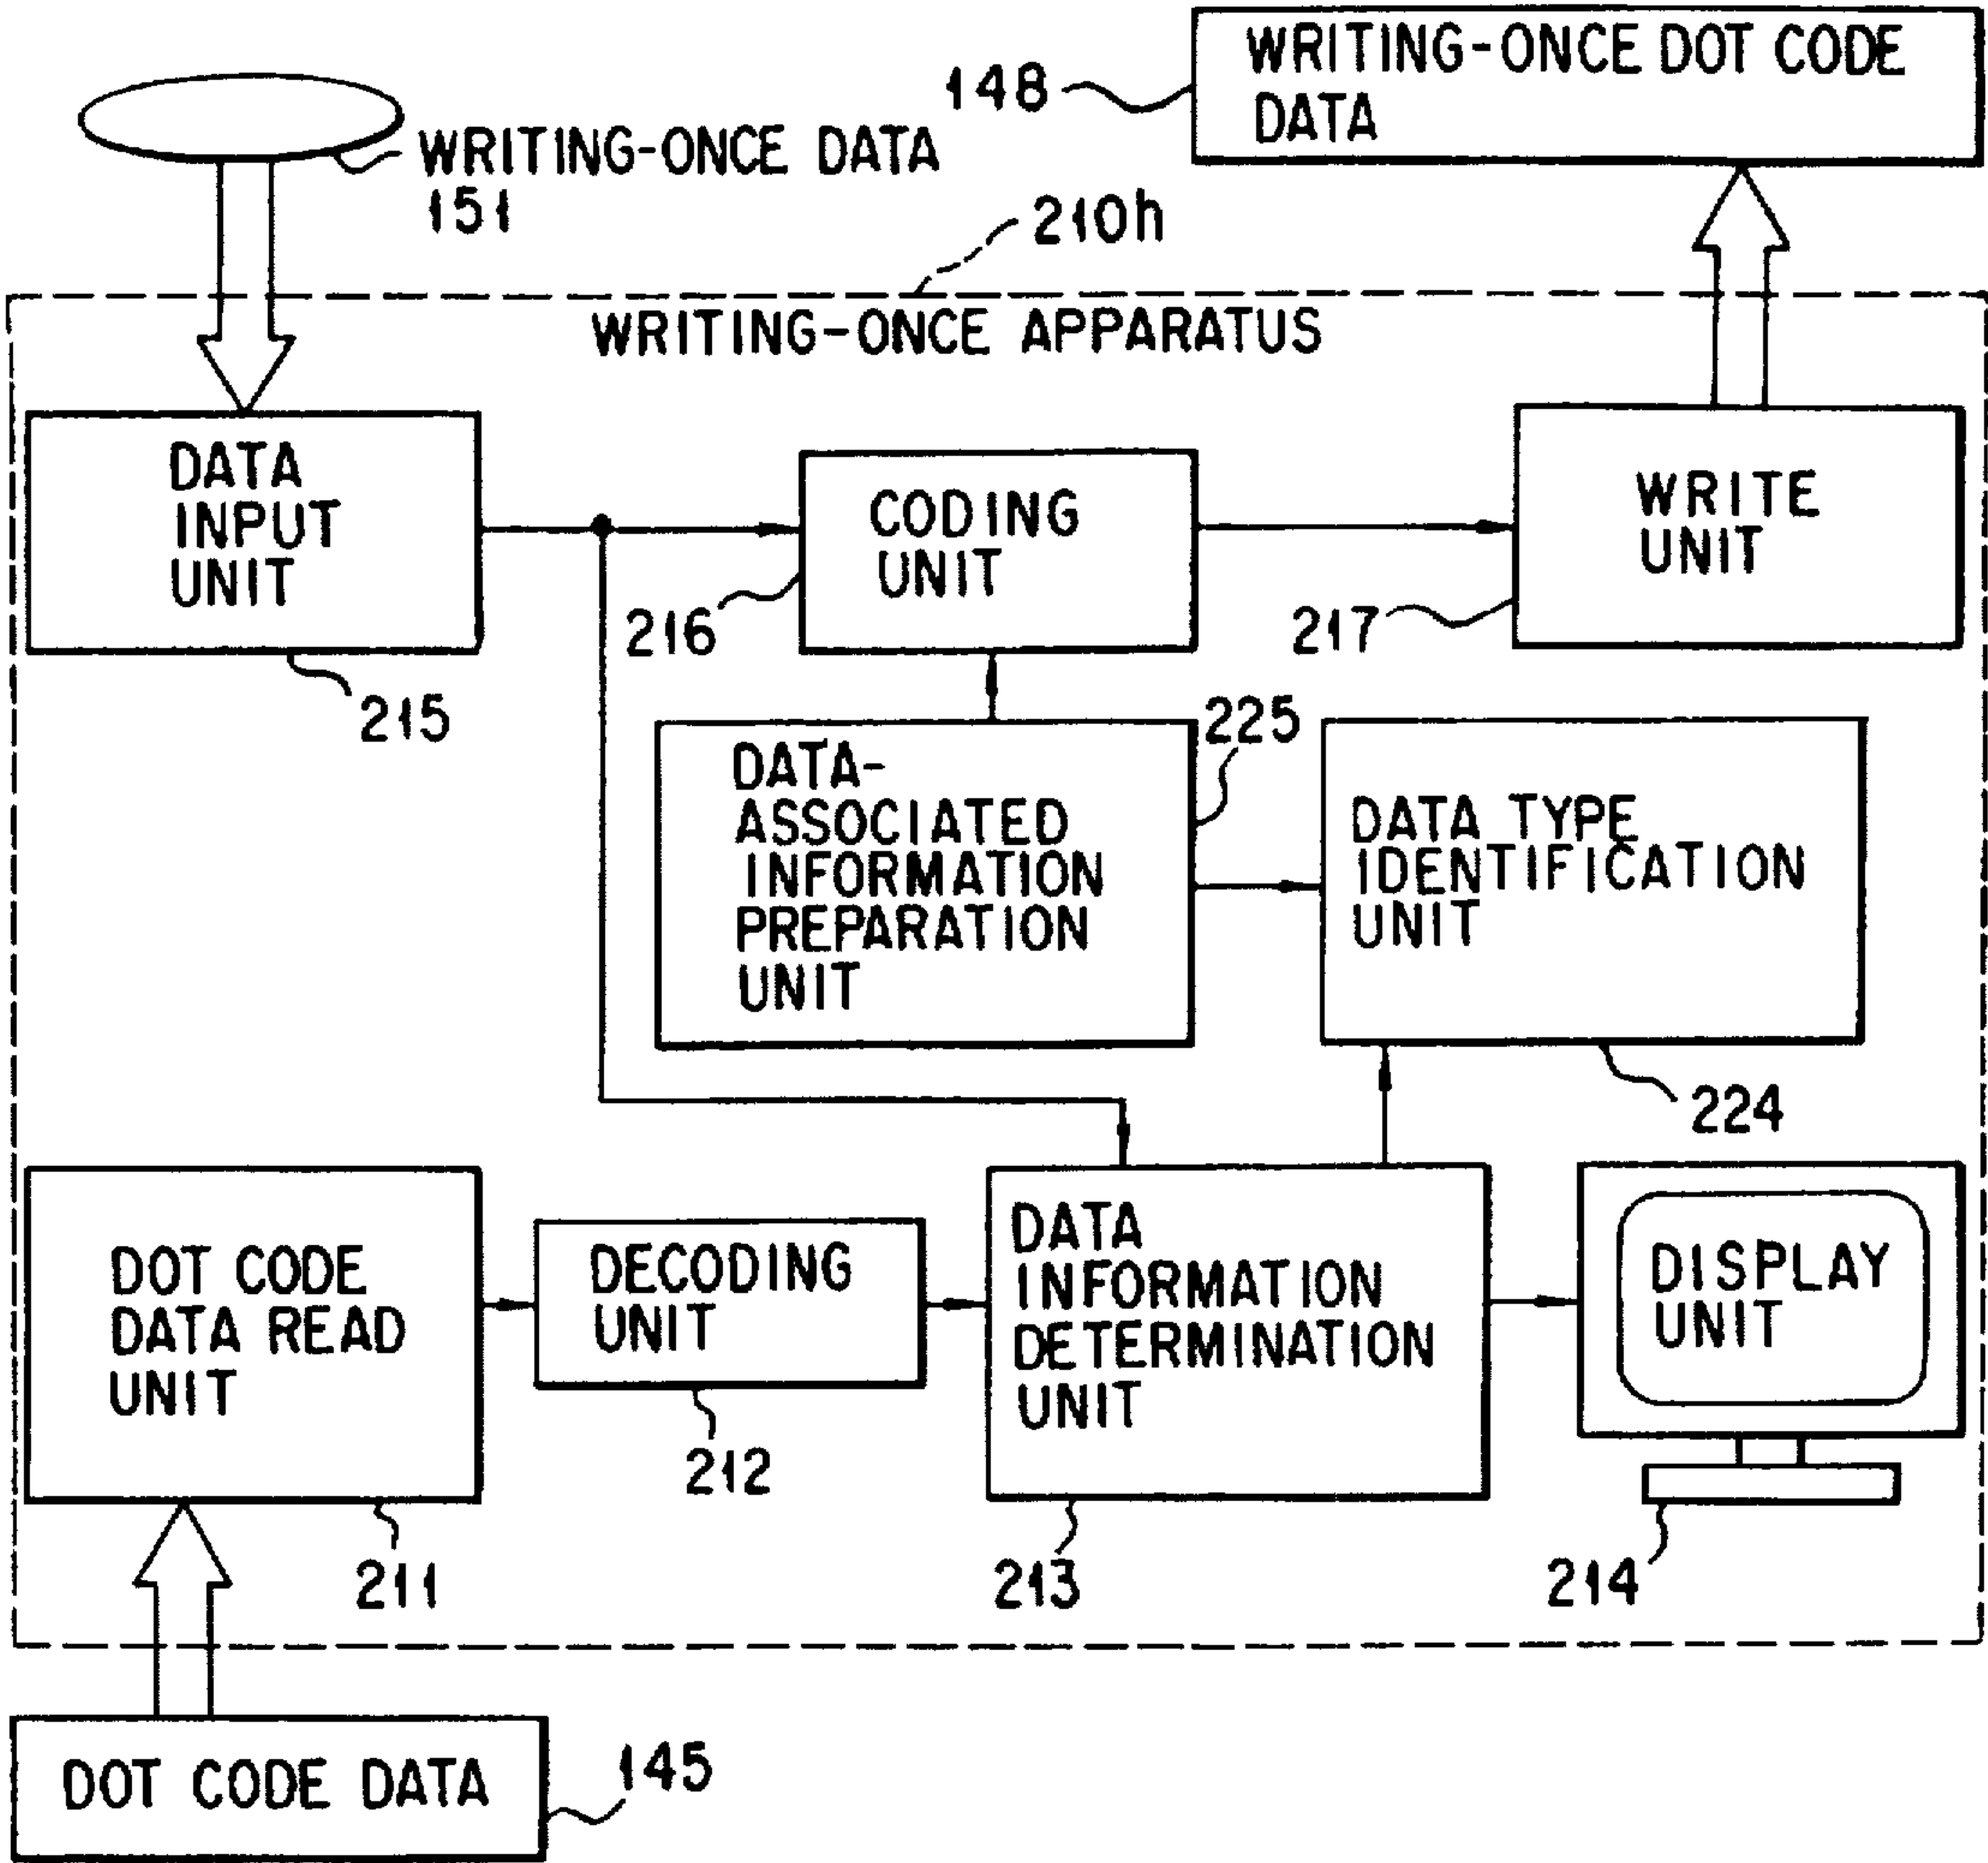 WRITING-ONCE DOT CODE
DATA
148
WRITING-ONCE DATA
151
210h
WRITING-ONCE APPARATUS
DATA
INPUT
UNIT
215
CODING
UNIT
216
WRITE
UNIT
217
DATA-
ASSOCIATED
INFORMATION
PREPARATION
UNIT
225
DATA TYPE
IDENTIFICATION
UNIT
224
DOT CODE
DATA READ
UNIT
211
DECODING
UNIT
212
DATA
INFORMATION
DETERMINATION
UNIT
213
DISPLAY
UNIT
214
DOT CODE DATA
145